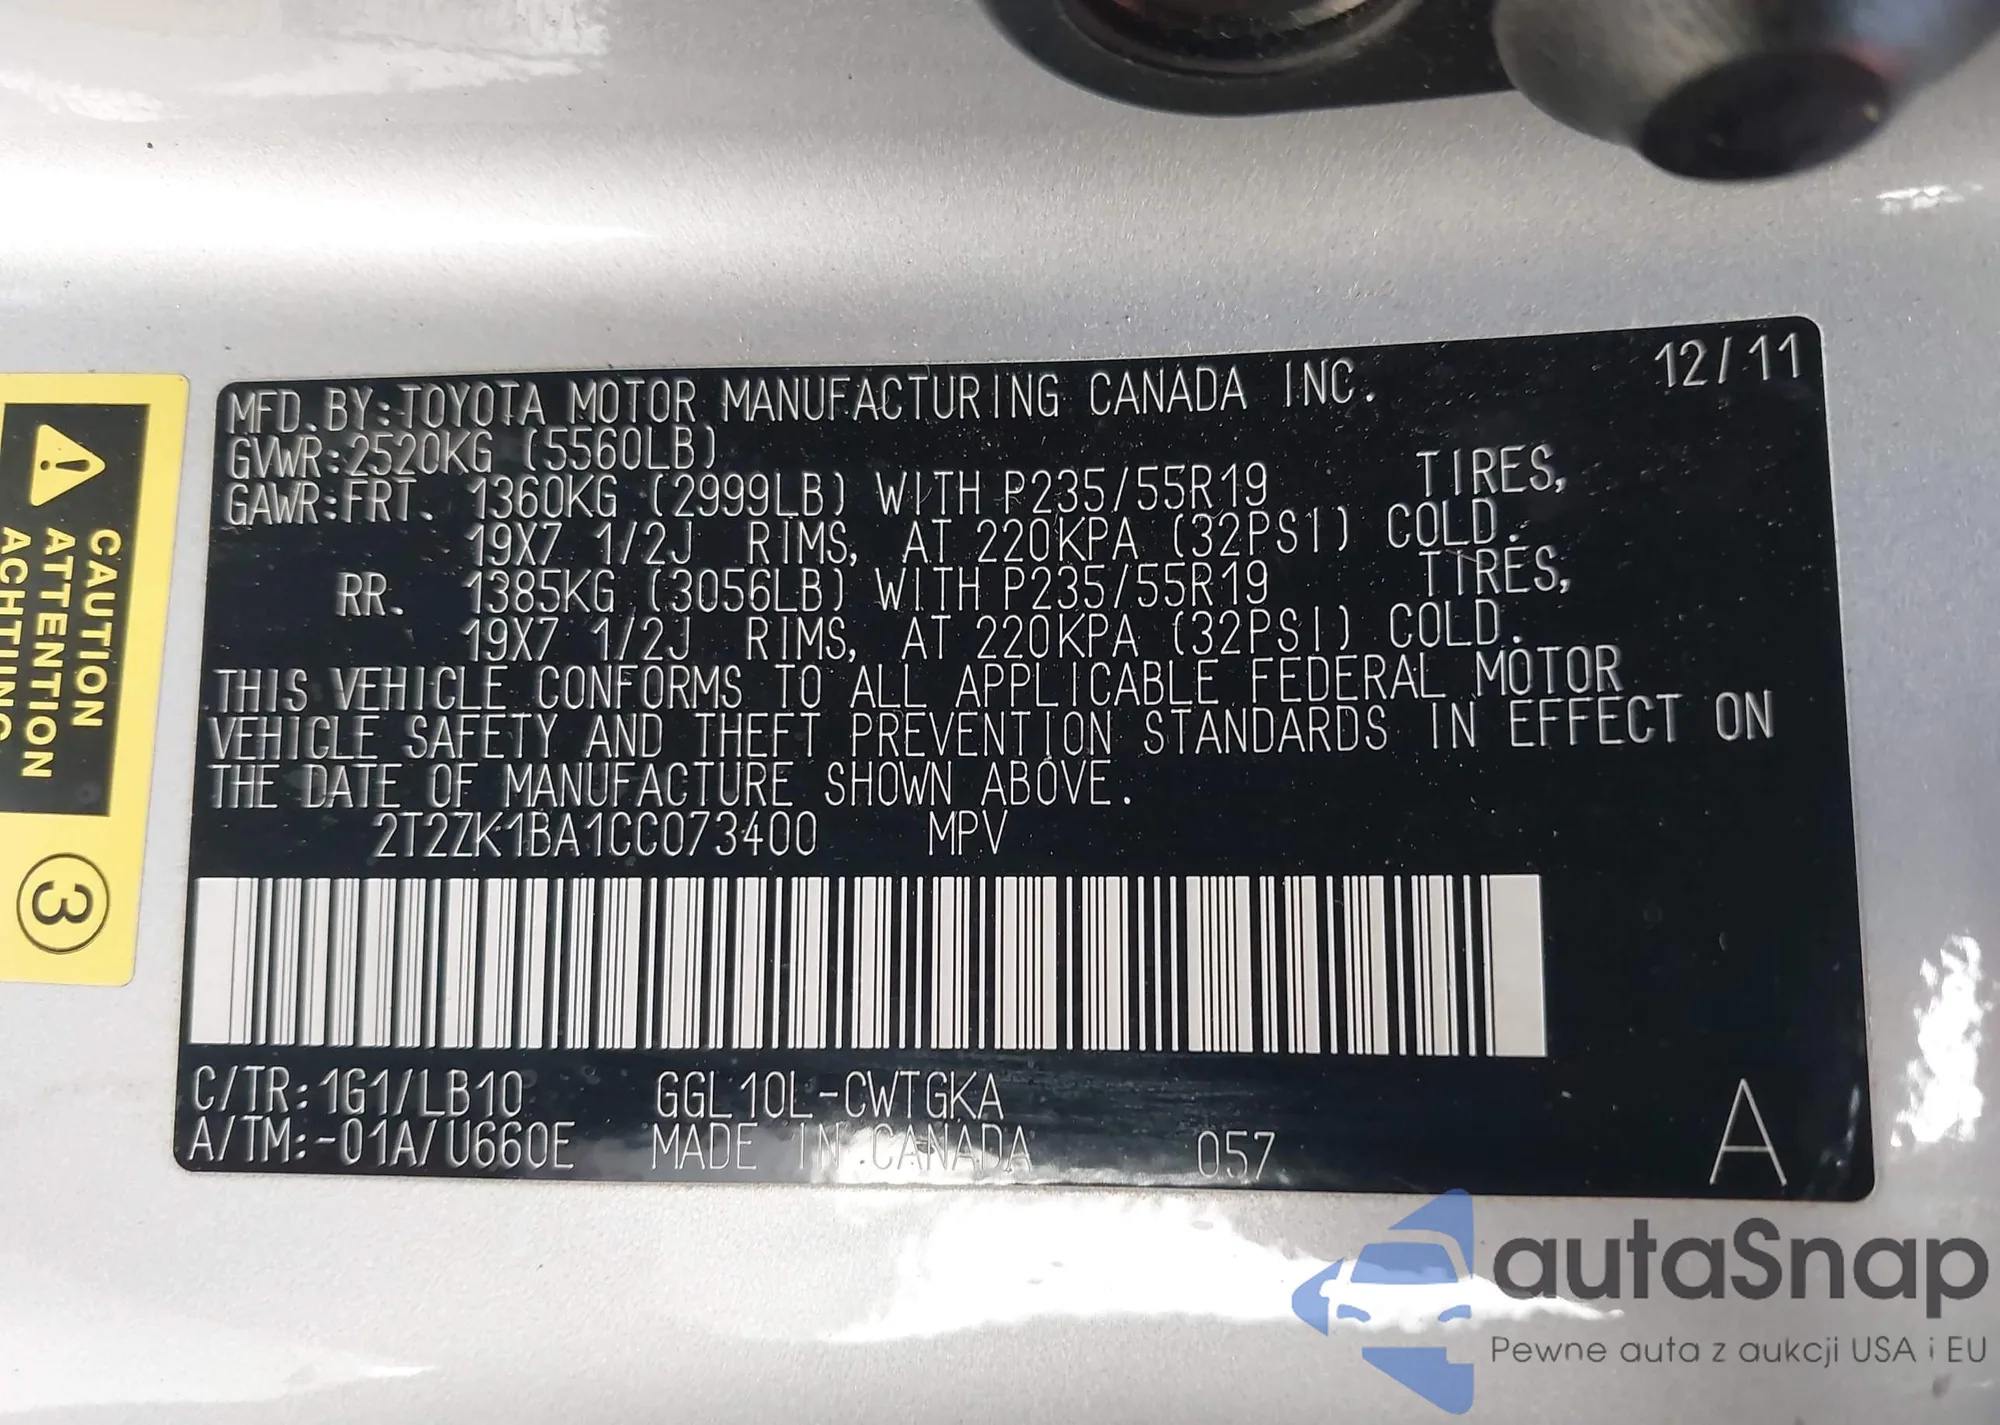 MFD. BY: TOYOTA MOTOR MANUFACTURING CANADA INC. 12/11
GVWR: 2520KG (5560LB)
GAWR: FRT. 1360KG (2999LB) WITH P235/55R19 TIRES,
19X7 1/2J RIMS, AT 220KPA (32PSI) COLD.
RR. 1385KG (3056LB) WITH P235/55R19 TIRES,
19X7 1/2J RIMS, AT 220KPA (32PSI) COLD.
THIS VEHICLE CONFORMS TO ALL APPLICABLE FEDERAL MOTOR
VEHICLE SAFETY AND THEFT PREVENTION STANDARDS IN EFFECT ON
THE DATE OF MANUFACTURE SHOWN ABOVE.
2T2ZK1BA1CC073400 MPV
C/TR: 1G1/LB10 GGL10L-CWTGKA
A/TM: -01A/U660E MADE IN CANADA 057 A
CAUTION
ATTENTION
ACHTUNG
3
autaSnap
Pewne auta z aukcji USA i EU